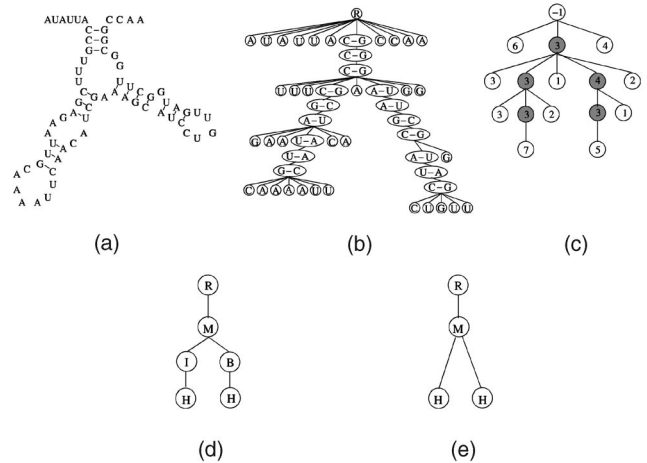 AUAUUA CCAA
C-G
C-G
C-G
(a)
R
A U A U U A C-G C C A A
C-G
C-G
U U U C-G A A-U G G
G-C A-U
A-U G-C
C-G
G A A U-A C A
U-A A-U G
G-C U-A
C A A A A U U C-G
C U G U U
(b)
-1
6 3 4
3 3 1 4 2
3 3 2 3 1
7 5
(c)
R
M
I B
H H
(d)
R
M
H H
(e)